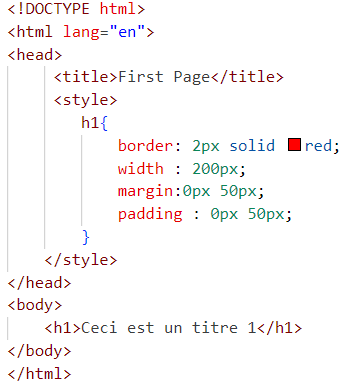 <!DOCTYPE html>
<html lang="en">
<head>
<title>First Page</title>
<style>
h1{
border: 2px solid red;
width : 200px;
margin:0px 50px;
padding : 0px 50px;
}
</style>
</head>
<body>
<h1>Ceci est un titre 1</h1>
</body>
</html>